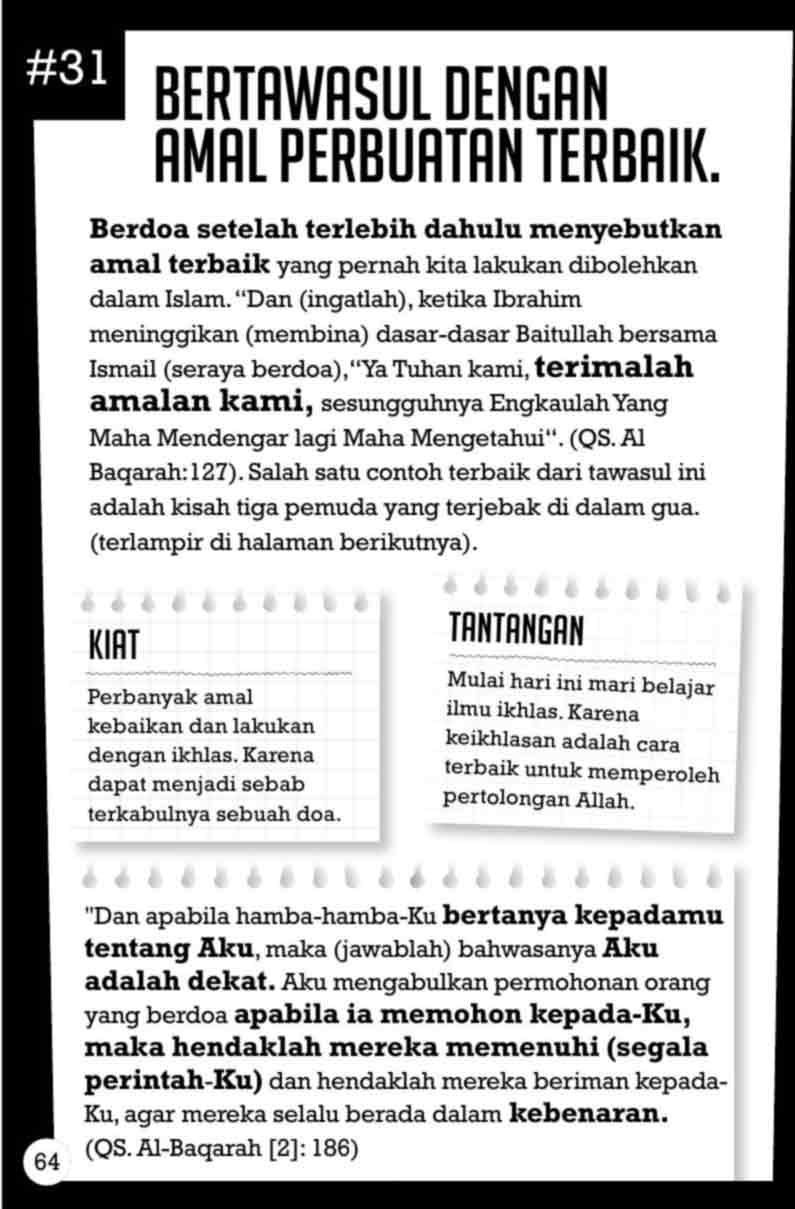 #31
BERTAWASUL DENGAN
AMAL PERBUATAN TERBAIK.
Berdoa setelah terlebih dahulu menyebutkan
amal terbaik yang pernah kita lakukan dibolehkan
dalam Islam. “Dan (ingatlah), ketika Ibrahim
meninggikan (membina) dasar-dasar Baitullah bersama
Ismail (seraya berdoa),“Ya Tuhan kami, terimalah
amalan kami, sesungguhnya Engkaulah Yang
Maha Mendengar lagi Maha Mengetahui“. (QS. Al
Baqarah:127). Salah satu contoh terbaik dari tawasul ini
adalah kisah tiga pemuda yang terjebak di dalam gua.
(terlampir di halaman berikutnya).
KIAT
Perbanyak amal
kebaikan dan lakukan
dengan ikhlas. Karena
dapat menjadi sebab
terkabulnya sebuah doa.
TANTANGAN
Mulai hari ini mari belajar
ilmu ikhlas. Karena
keikhlasan adalah cara
terbaik untuk memperoleh
pertolongan Allah.
"Dan apabila hamba-hamba-Ku bertanya kepadamu
tentang Aku, maka (jawablah) bahwasanya Aku
adalah dekat. Aku mengabulkan permohonan orang
yang berdoa apabila ia memohon kepada-Ku,
maka hendaklah mereka memenuhi (segala
perintah-Ku) dan hendaklah mereka beriman kepada-
Ku, agar mereka selalu berada dalam kebenaran.
(QS. Al-Baqarah [2]: 186)
64